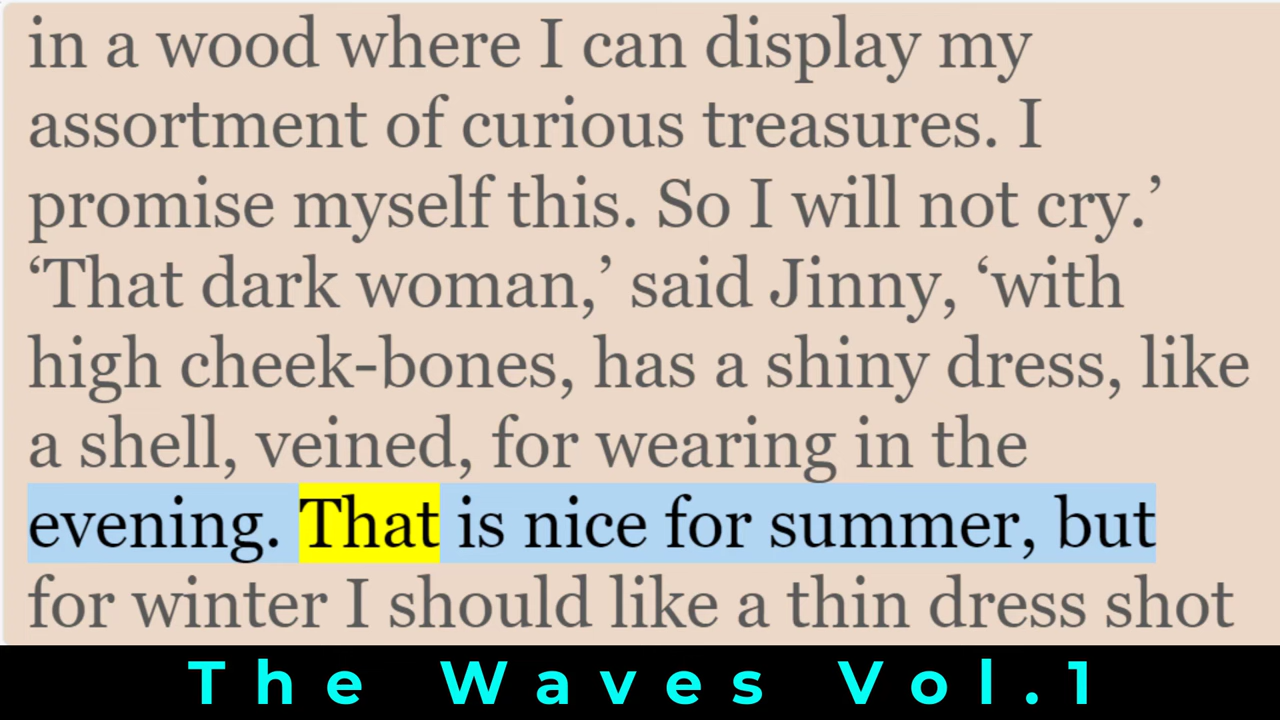 in a wood where I can display my
assortment of curious treasures. I
promise myself this. So I will not cry.’
‘That dark woman,’ said Jinny, ‘with
high cheek-bones, has a shiny dress, like
a shell, veined, for wearing in the
evening. That is nice for summer, but
for winter I should like a thin dress shot
The Waves Vol.1